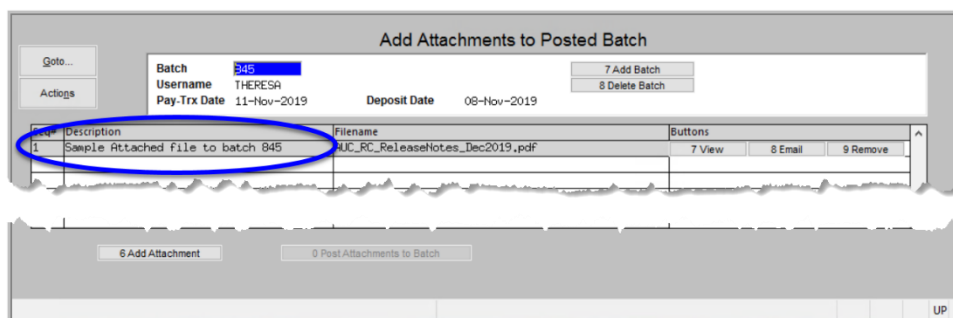 Add Attachments to Posted Batch
Goto...
Actions
Batch 845
7 Add Batch
Username THERESA
8 Delete Batch
Pay-Trx Date 11-Nov-2019 Deposit Date 08-Nov-2019
Seq# Description Filename Buttons
1 Sample Attached file to batch 845 AUC_RC_ReleaseNotes_Dec2019.pdf 7 View 8 Email 9 Remove
6 Add Attachment 0 Post Attachments to Batch
UP